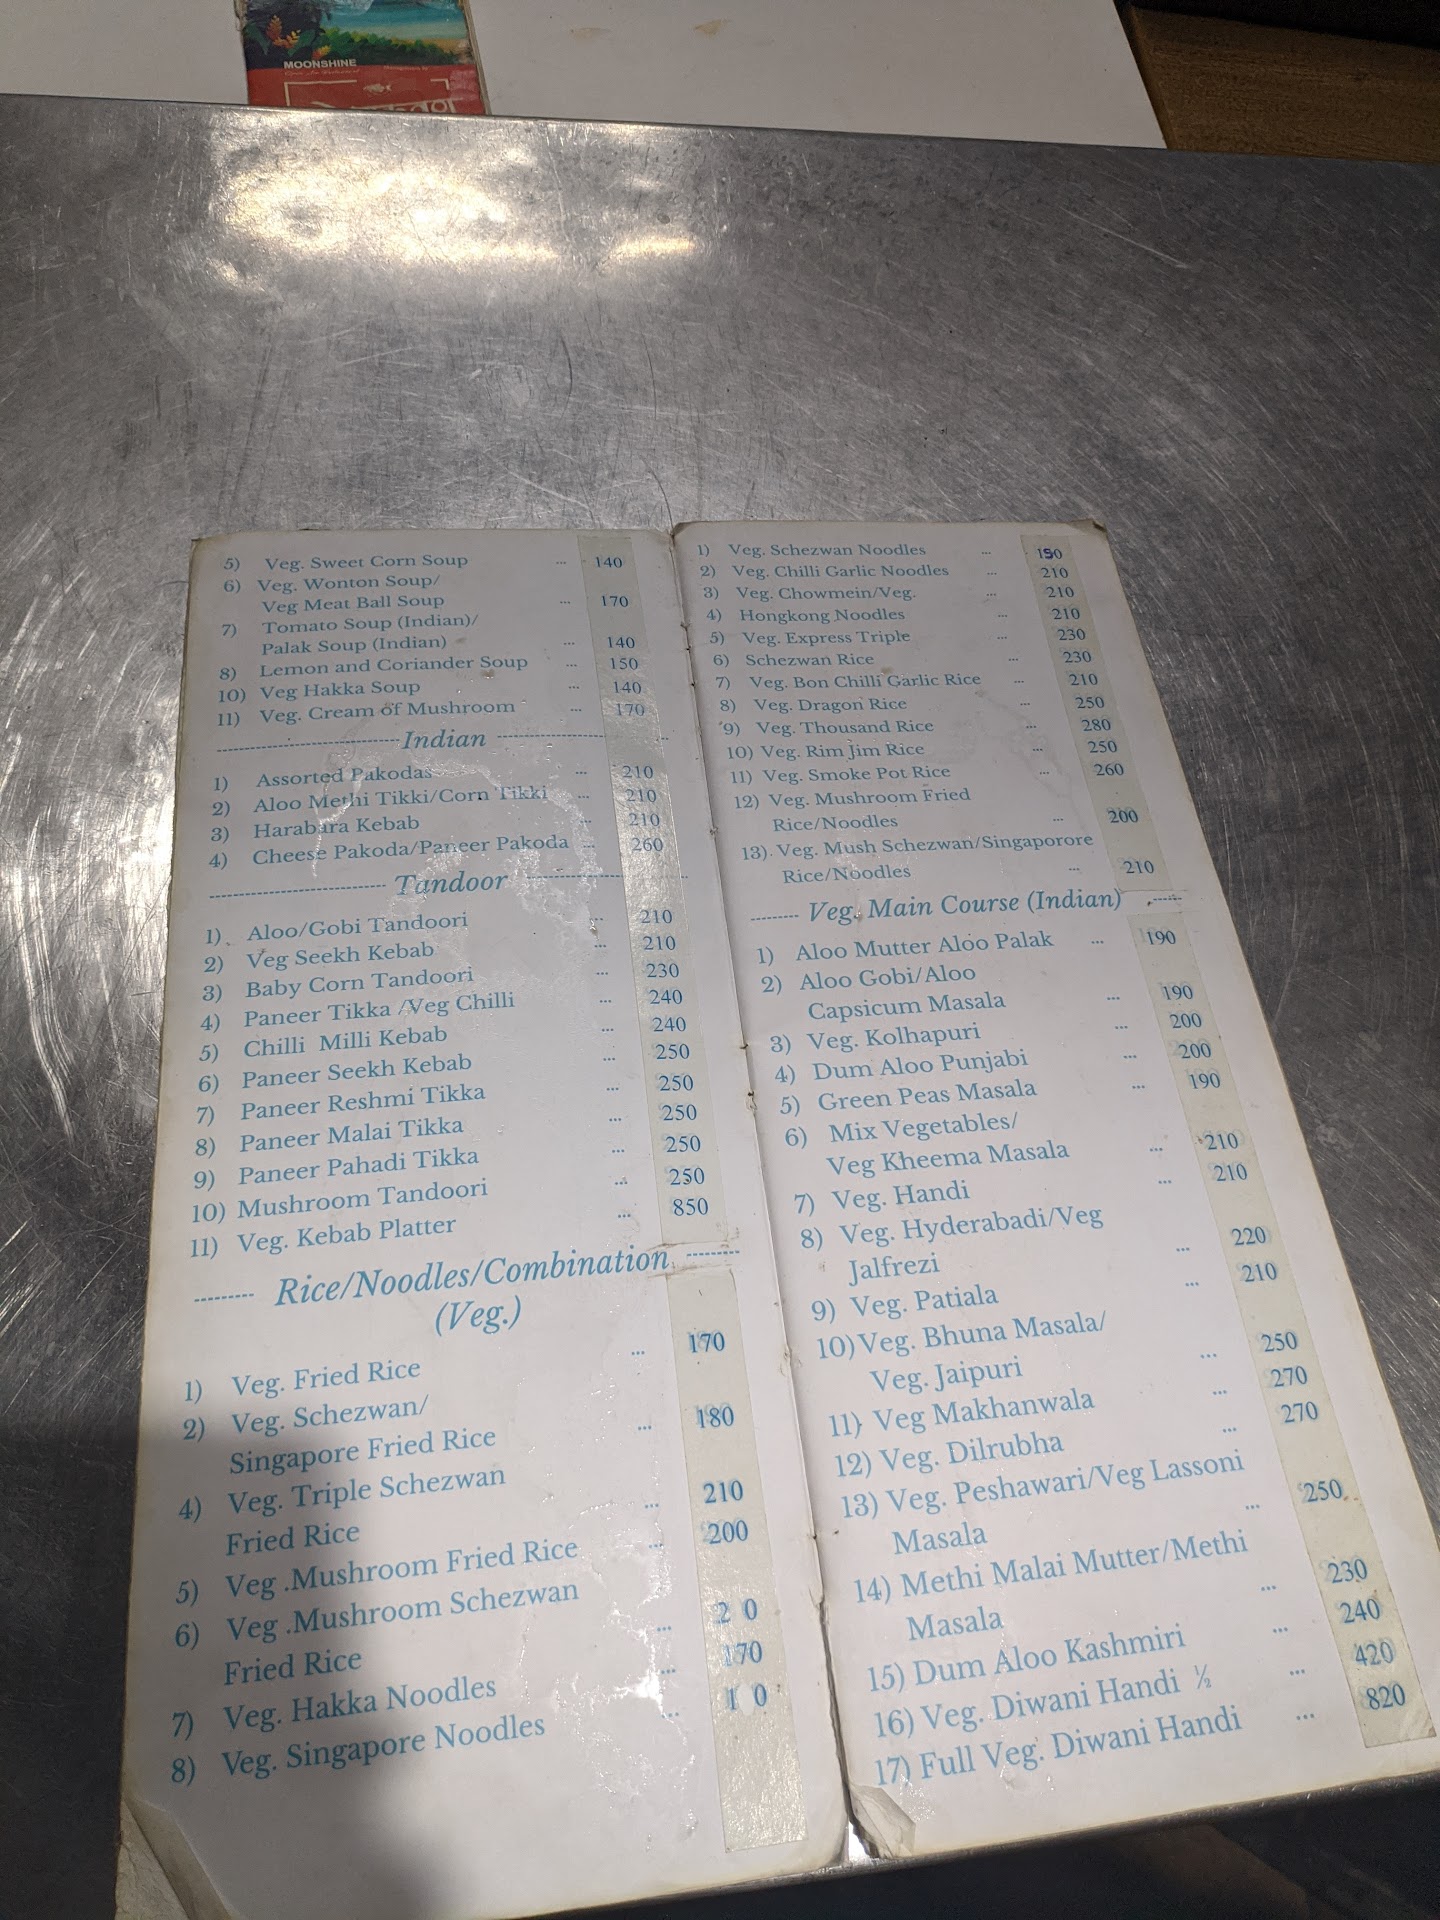 MOONSHINE
5) Veg. Sweet Corn Soup ... 140
6) Veg. Wonton Soup/
Veg Meat Ball Soup ... 170
7) Tomato Soup (Indian)/
Palak Soup (Indian) ... 140
8) Lemon and Coriander Soup ... 150
10) Veg Hakka Soup ... 140
11) Veg. Cream of Mushroom ... 170
Indian
1) Assorted Pakodas ... 210
2) Aloo Methi Tikki/Corn Tikki ... 210
3) Harabara Kebab ... 210
4) Cheese Pakoda/Paneer Pakoda ... 260
Tandoor
1) Aloo/Gobi Tandoori ... 210
2) Veg Seekh Kebab ... 210
3) Baby Corn Tandoori ... 230
4) Paneer Tikka /Veg Chilli ... 240
5) Chilli Milli Kebab ... 240
6) Paneer Seekh Kebab ... 250
7) Paneer Reshmi Tikka ... 250
8) Paneer Malai Tikka ... 250
9) Paneer Pahadi Tikka ... 250
10) Mushroom Tandoori ... 250
11) Veg. Kebab Platter ... 850
Rice/Noodles/Combination
(Veg.)
1) Veg. Fried Rice ... 170
2) Veg. Schezwan/
Singapore Fried Rice ... 180
4) Veg. Triple Schezwan
Fried Rice ... 210
5) Veg .Mushroom Fried Rice ... 200
6) Veg .Mushroom Schezwan
Fried Rice ... 2 0
7) Veg. Hakka Noodles ... 170
8) Veg. Singapore Noodles ... 1 0
1) Veg. Schezwan Noodles ... 190
2) Veg. Chilli Garlic Noodles ... 210
3) Veg. Chowmein/Veg. ... 210
4) Hongkong Noodles ... 210
5) Veg. Express Triple ... 230
6) Schezwan Rice ... 230
7) Veg. Bon Chilli Garlic Rice ... 210
8) Veg. Dragon Rice ... 250
9) Veg. Thousand Rice ... 280
10) Veg. Rim Jim Rice ... 250
11) Veg. Smoke Pot Rice ... 260
12) Veg. Mushroom Fried
Rice/Noodles ... 200
13). Veg. Mush Schezwan/Singaporore
Rice/Noodles ... 210
Veg. Main Course (Indian)
1) Aloo Mutter Aloo Palak ... 190
2) Aloo Gobi/Aloo
Capsicum Masala ... 190
3) Veg. Kolhapuri ... 200
4) Dum Aloo Punjabi ... 200
5) Green Peas Masala ... 190
6) Mix Vegetables/
Veg Kheema Masala ... 210
7) Veg. Handi ... 210
8) Veg. Hyderabadi/Veg
Jalfrezi ... 220
9) Veg. Patiala ... 210
10) Veg. Bhuna Masala/
Veg. Jaipuri ... 250
11) Veg Makhanwala ... 270
12) Veg. Dilrubha ... 270
13) Veg. Peshawari/Veg Lassoni
Masala ... 250
14) Methi Malai Mutter/Methi
Masala ... 230
15) Dum Aloo Kashmiri ... 240
16) Veg. Diwani Handi ½ ... 420
17) Full Veg. Diwani Handi ... 820